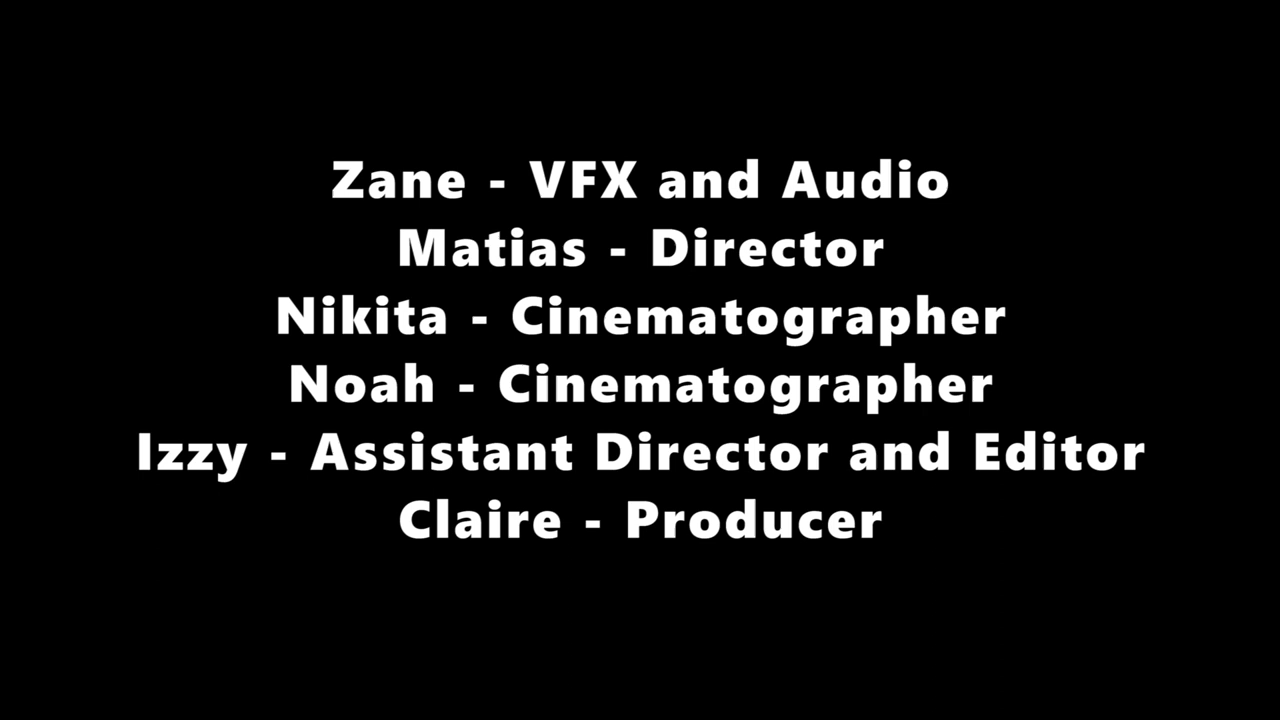 Zane - VFX and Audio
Matias - Director
Nikita - Cinematographer
Noah - Cinematographer
Izzy - Assistant Director and Editor
Claire - Producer